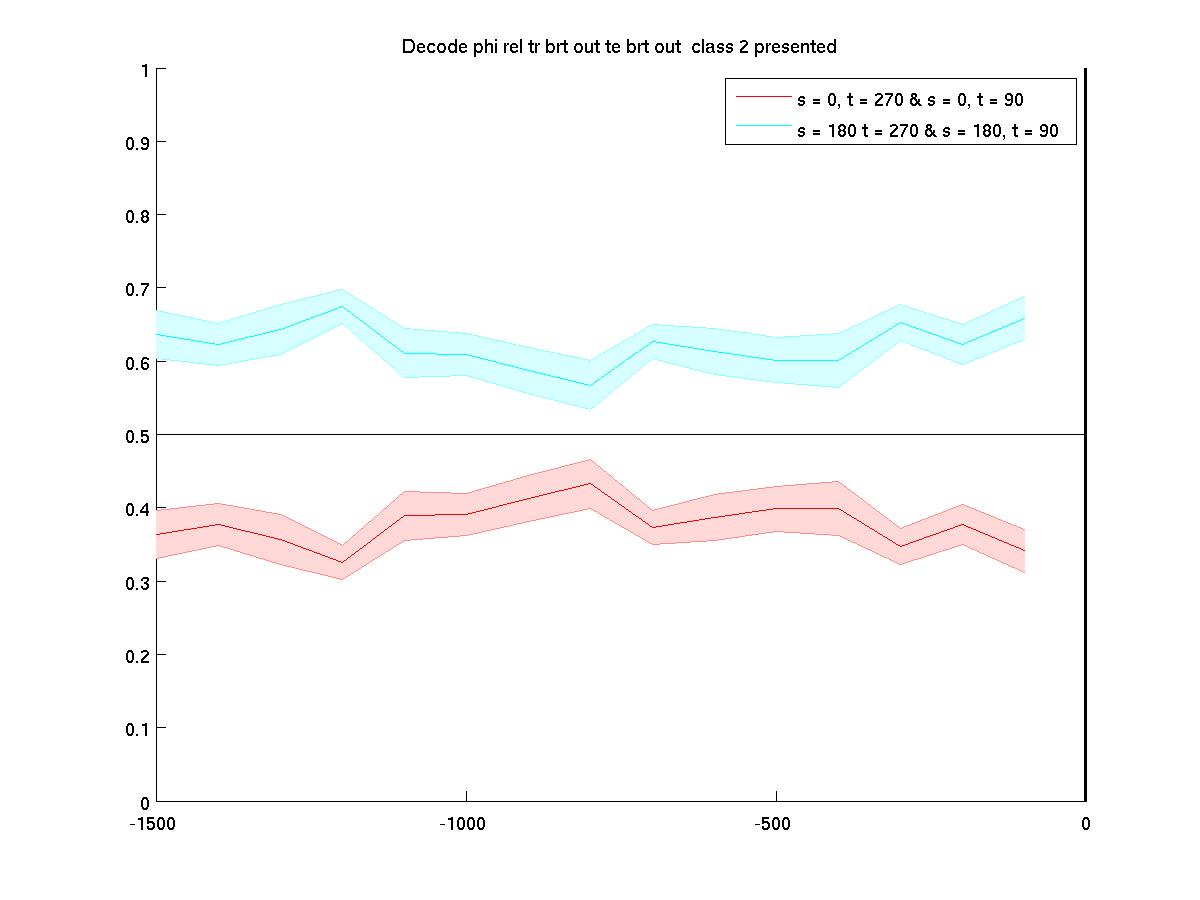 Decode phi rel tr brt out te brt out  class 2 presented
s = 0, t = 270 & s = 0, t = 90
s = 180 t = 270 & s = 180, t = 90
1
0.9
0.8
0.7
0.6
0.5
0.4
0.3
0.2
0.1
0
-1500 -1000 -500 0